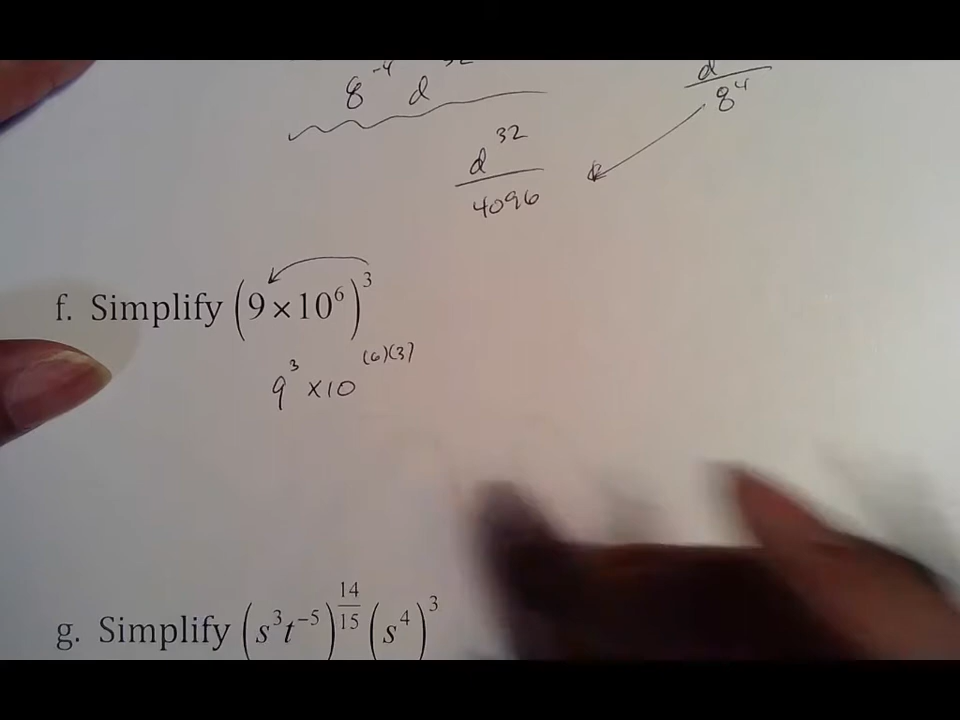 8⁻⁴ d³² d / 8⁴
d³² / 4096
f. Simplify (9×10⁶)³
9³ ×10⁽⁶⁾⁽³⁾
g. Simplify (s³t⁻⁵)^(14/15) (s⁴)³